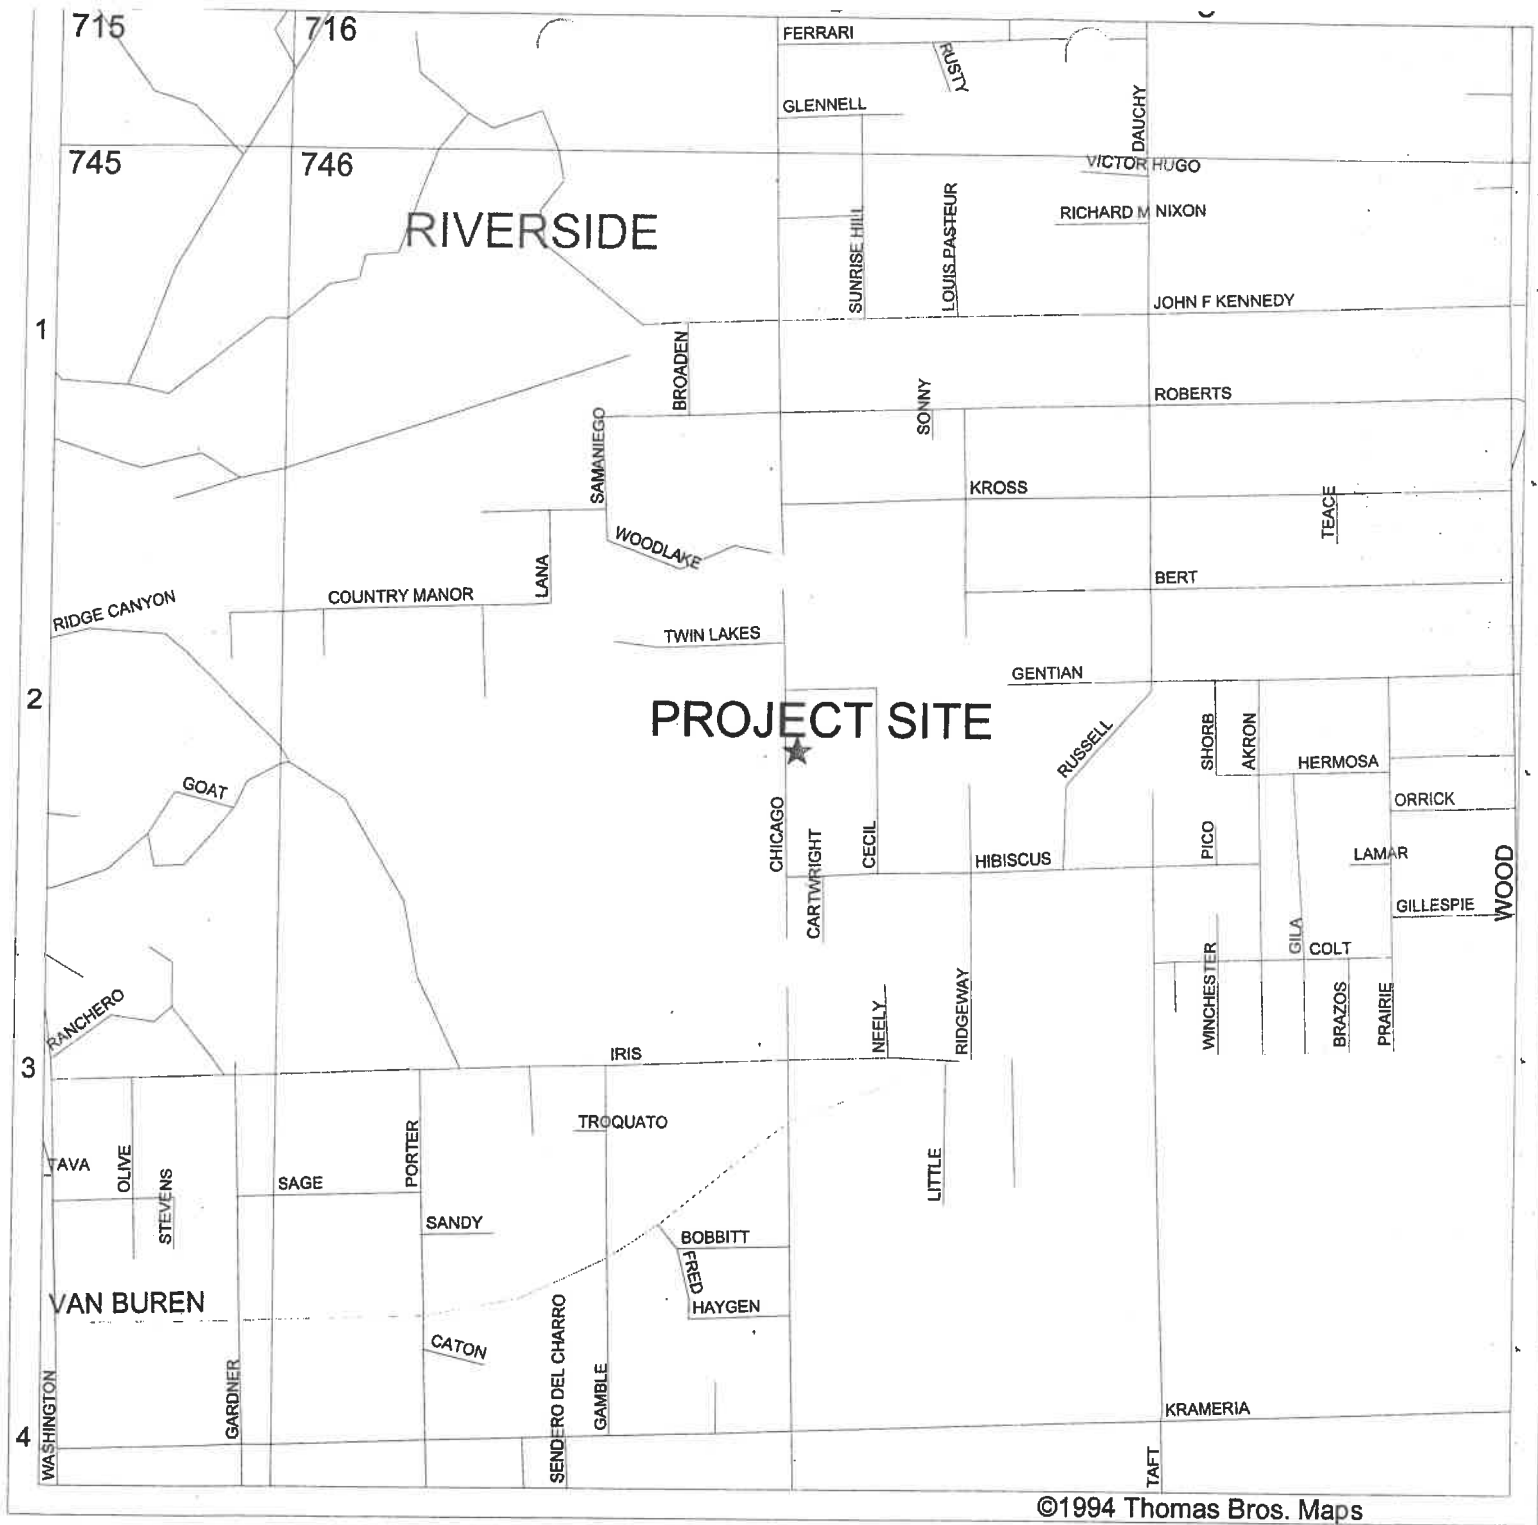 715
716
FERRARI
RUSTY
GLENNELL
DAUCHY
745
746
VICTOR HUGO
RIVERSIDE
SUNRISE HILL
LOUIS PASTEUR
RICHARD M NIXON
JOHN F KENNEDY
1
BROADEN
SONNY
ROBERTS
SAMANIEGO
KROSS
TEACE
WOODLAKE
LANA
BERT
COUNTRY MANOR
RIDGE CANYON
TWIN LAKES
GENTIAN
2
PROJECT SITE
RUSSELL
SHORB
AKRON
HERMOSA
GOAT
ORRICK
CHICAGO
CARTWRIGHT
CECIL
HIBISCUS
PICO
LAMAR
WOOD
GILLESPIE
GILA
COLT
WINCHESTER
BRAZOS
PRAIRIE
RANCHERO
NEELY
RIDGEWAY
IRIS
3
TROQUATO
TAVA
OLIVE
STEVENS
PORTER
SAGE
LITTLE
SANDY
BOBBITT
FRED
VAN BUREN
HAYGEN
CATON
SENDERO DEL CHARRO
GAMBLE
WASHINGTON
GARDNER
KRAMERIA
4
TAFT
©1994 Thomas Bros. Maps